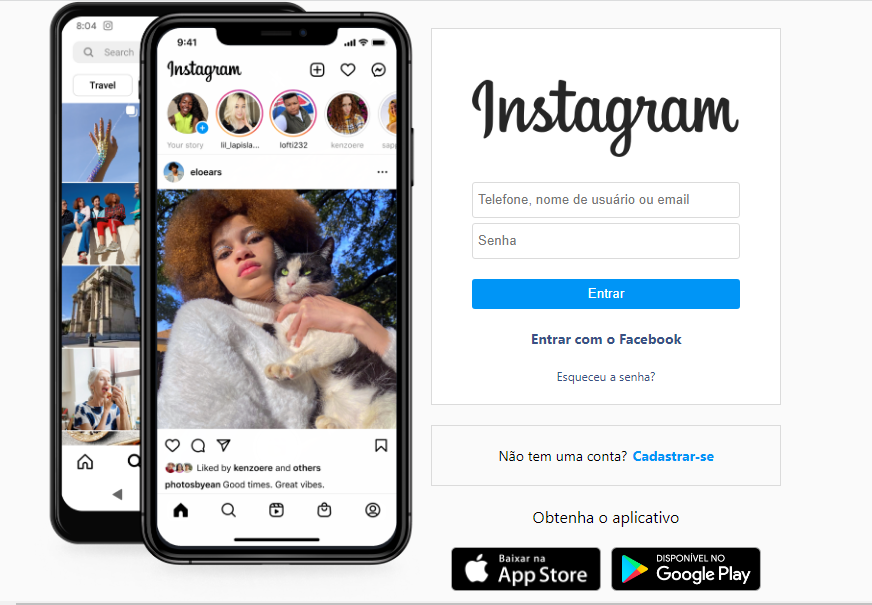 8:04
Search
Travel
9:41
Instagram
Your story
lil_lapisla...
lofti232
kenzoere
sapp
eloears
Liked by kenzoere and others
photosbyean Good times. Great vibes.
Instagram
Telefone, nome de usuário ou email
Senha
Entrar
Entrar com o Facebook
Esqueceu a senha?
Não tem uma conta? Cadastrar-se
Obtenha o aplicativo
Baixar na
App Store
DISPONÍVEL NO
Google Play